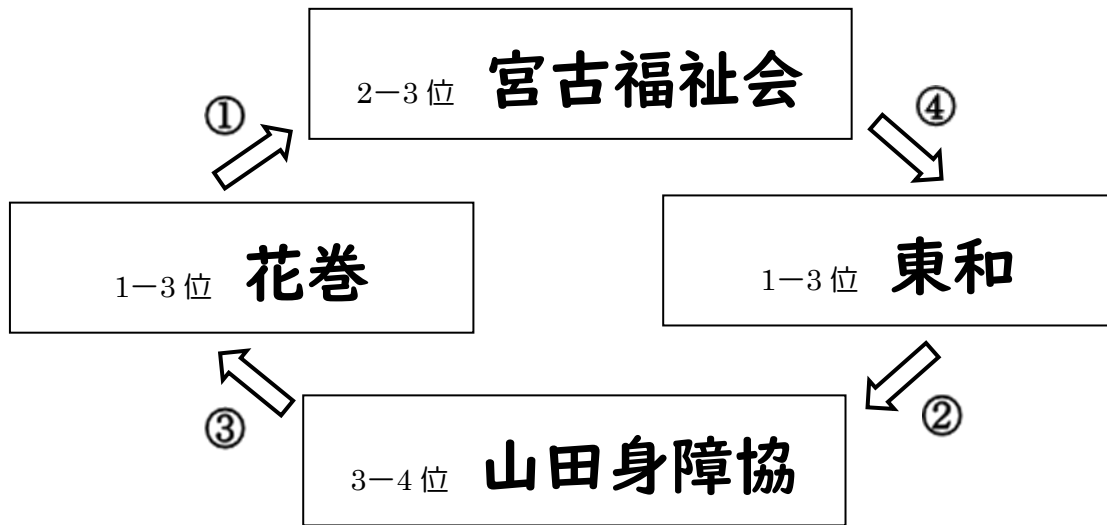 2－3 位 宮古福祉会
①
④
1－3 位 花巻
1－3 位 東和
③
②
3－4 位 山田身障協